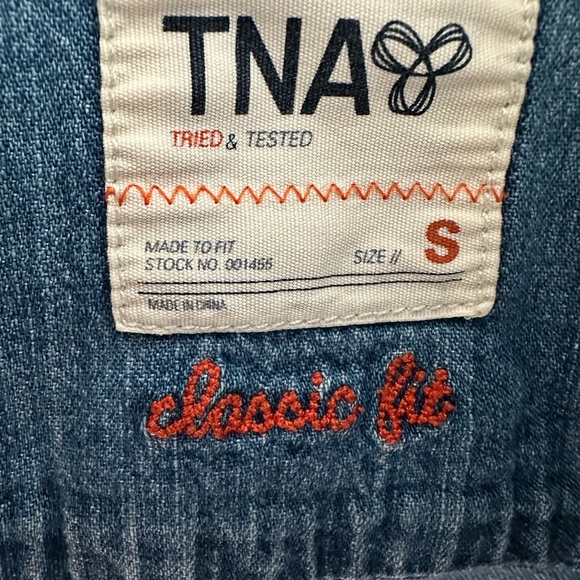 TNA
TRIED & TESTED
MADE TO FIT
STOCK NO. 001455
SIZE // S
MADE IN CHINA
classic fit